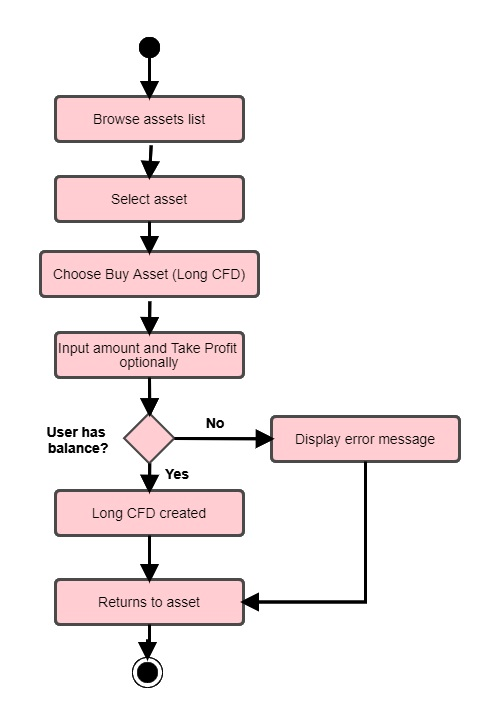 Browse assets list
Select asset
Choose Buy Asset (Long CFD)
Input amount and Take Profit
optionally
User has
balance?
No
Display error message
Yes
Long CFD created
Returns to asset